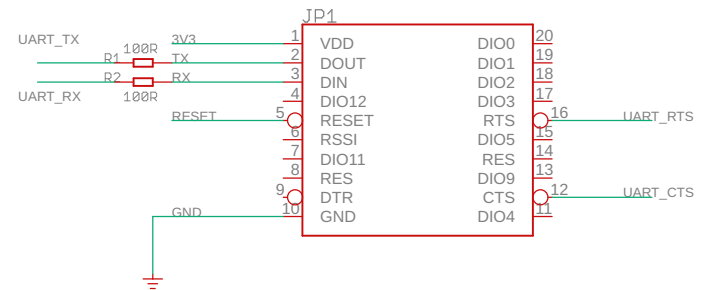 JP1
UART_TX
R1 100R
3V3
TX
R2 100R
RX
UART_RX
RESET
GND
1 VDD DIO0 20
2 DOUT DIO1 19
3 DIN DIO2 18
4 DIO12 DIO3 17
5 RESET RTS 16 UART_RTS
6 RSSI DIO5 15
7 DIO11 RES 14
8 RES DIO9 13
9 DTR CTS 12 UART_CTS
10 GND DIO4 11